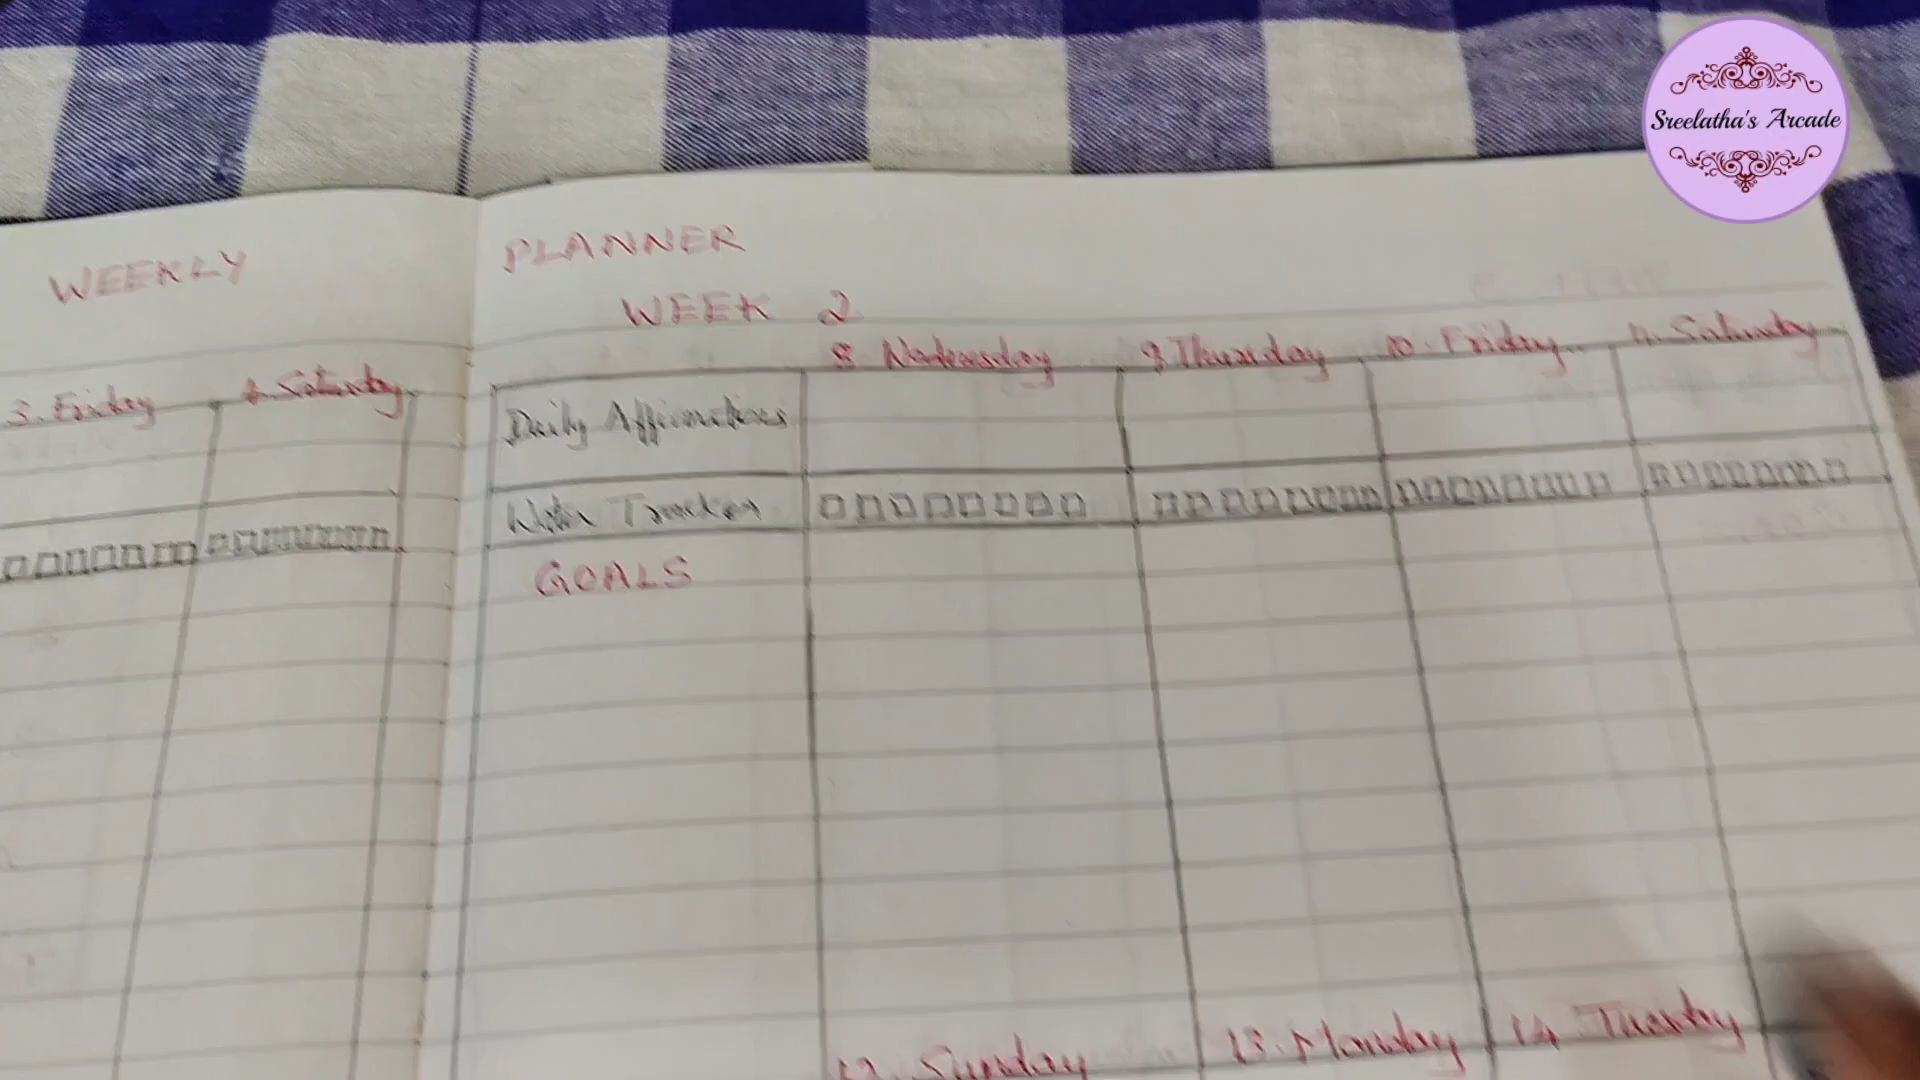 Sreelatha's Arcade
WEEKLY PLANNER
WEEK 2
3. Friday 4. Saturday
8 Wednesday 9 Thursday 10. Friday 11. Saturday
Daily Affirmations
Water Tracker
GOALS
12. Sunday 13. Monday 14 Tuesday